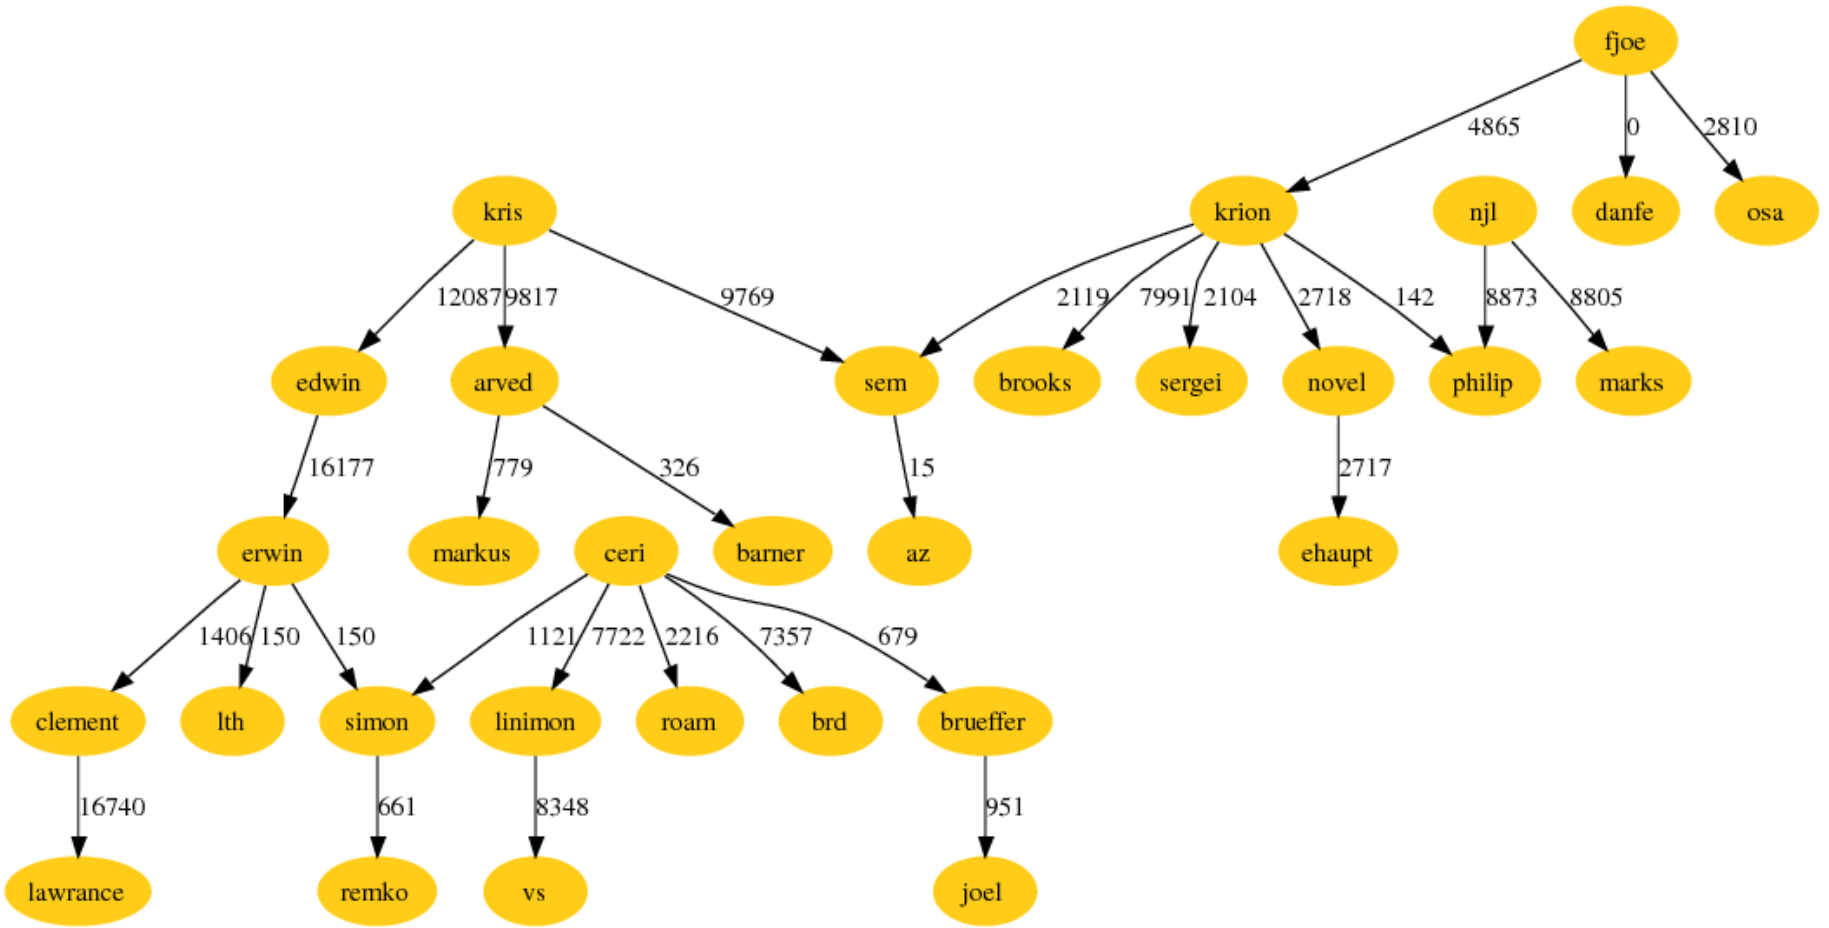 fjoe
4865
0
2810
kris
krion
njl
danfe
osa
12087
9817
9769
2119
7991
2104
2718
142
8873
8805
edwin
arved
sem
brooks
sergei
novel
philip
marks
16177
779
326
15
2717
erwin
markus
ceri
barner
az
ehaupt
1406
150
150
1121
7722
2216
7357
679
clement
lth
simon
linimon
roam
brd
brueffer
16740
661
8348
951
lawrance
remko
vs
joel